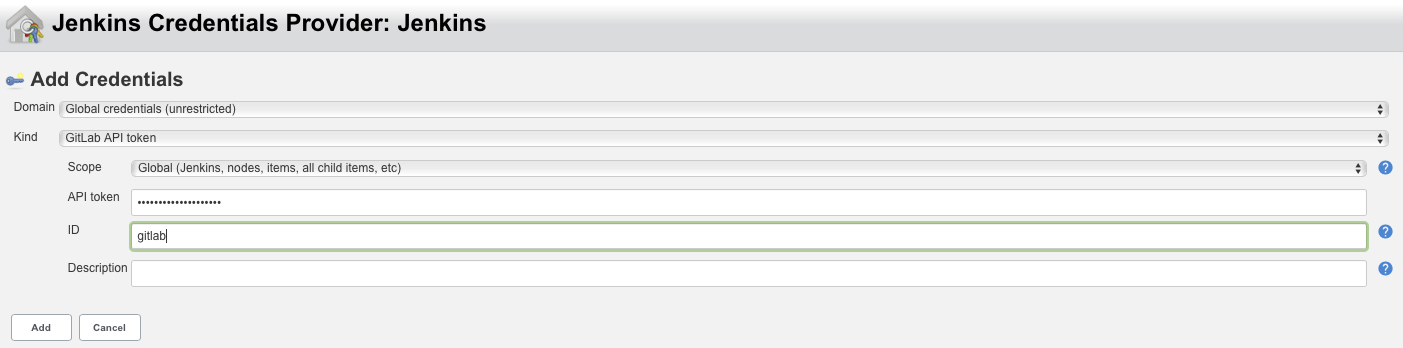 Jenkins Credentials Provider: Jenkins
Add Credentials
Domain Global credentials (unrestricted)
Kind GitLab API token
Scope Global (Jenkins, nodes, items, all child items, etc) ?
API token ••••••••••••••••••••
ID gitlab ?
Description ?
Add Cancel